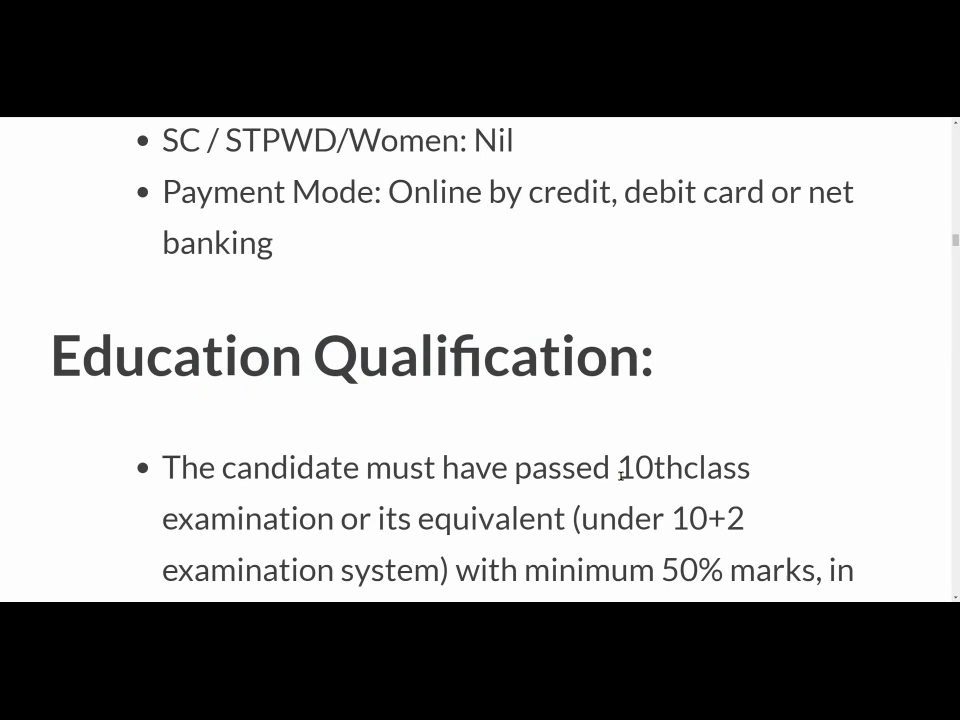 • SC / STPWD/Women: Nil
• Payment Mode: Online by credit, debit card or net
banking
Education Qualification:
• The candidate must have passed 10thclass
examination or its equivalent (under 10+2
examination system) with minimum 50% marks, in